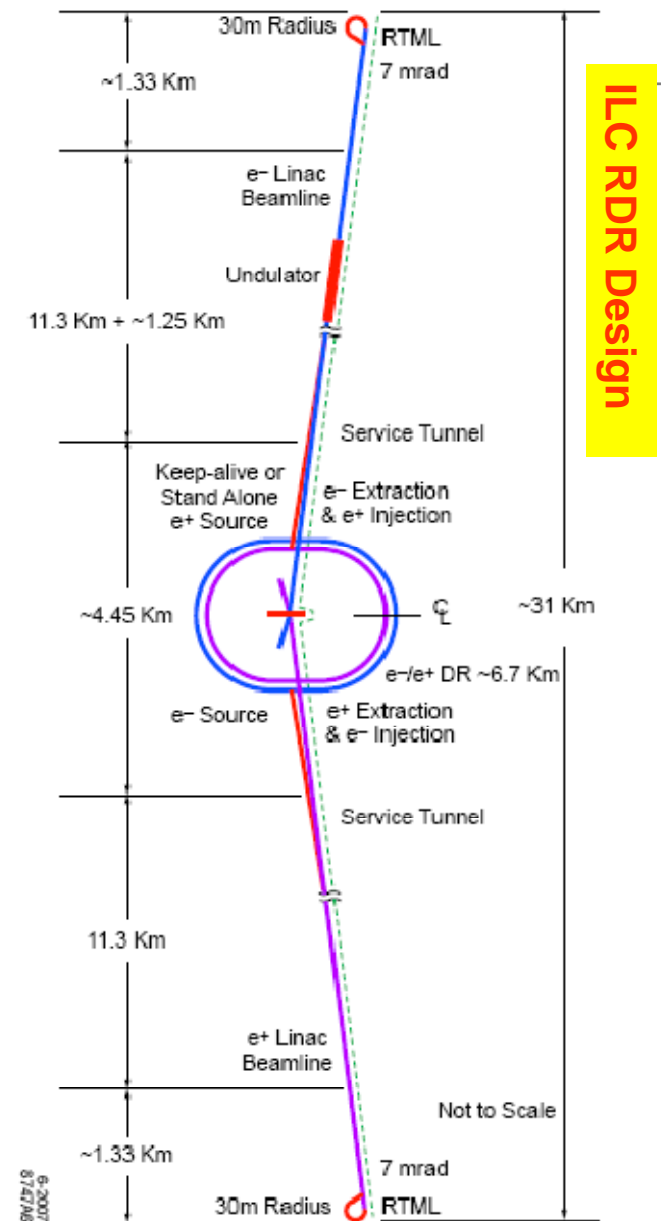 30m Radius
RTML
7 mrad
~1.33 Km
ILC RDR Design
e– Linac
Beamline
Undulator
11.3 Km + ~1.25 Km
Service Tunnel
Keep-alive or
Stand Alone
e+ Source
e– Extraction
& e+ Injection
~4.45 Km
℄
~31 Km
e–/e+ DR ~6.7 Km
e– Source
e+ Extraction
& e– Injection
Service Tunnel
11.3 Km
e+ Linac
Beamline
Not to Scale
~1.33 Km
7 mrad
30m Radius
RTML
6-2007
8747A6